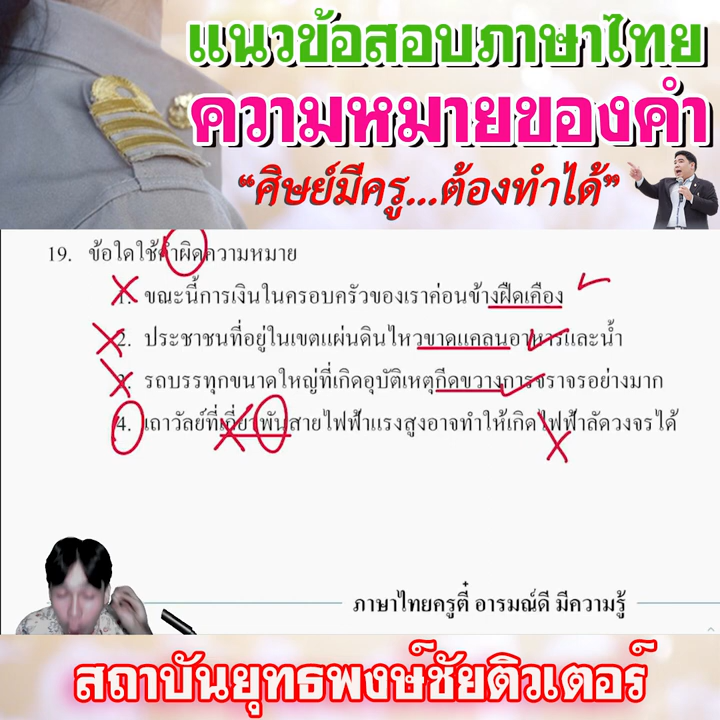 แนวข้อสอบภาษาไทย
ความหมายของคำ
“ศิษย์มีครู...ต้องทำได้”
19. ข้อใดใช้คำผิดความหมาย
1. ขณะนี้การเงินในครอบครัวของเราค่อนข้างฝืดเคือง
2. ประชาชนที่อยู่ในเขตแผ่นดินไหวขาดแคลนอาหารและน้ำ
3. รถบรรทุกขนาดใหญ่ที่เกิดอุบัติเหตุกีดขวางการจราจรอย่างมาก
4. เถาวัลย์ที่เกี่ยวพันสายไฟฟ้าแรงสูงอาจทำให้เกิดไฟฟ้าลัดวงจรได้
ภาษาไทยครูตี๋ อารมณ์ดี มีความรู้
สถาบันยุทธพงษ์ชัยติวเตอร์